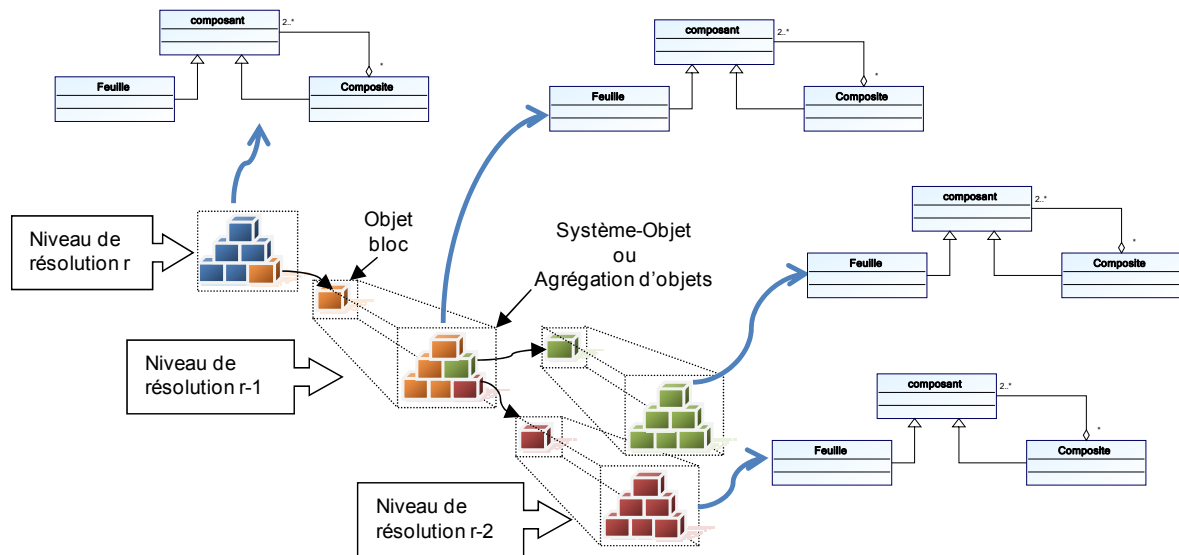 composant
2..*
*
Feuille
Composite
composant
2..*
*
Feuille
Composite
composant
2..*
*
Feuille
Composite
Niveau de
résolution r
Objet
bloc
Système-Objet
ou
Agrégation d'objets
Niveau de
résolution r-1
composant
2..*
*
Feuille
Composite
Niveau de
résolution r-2